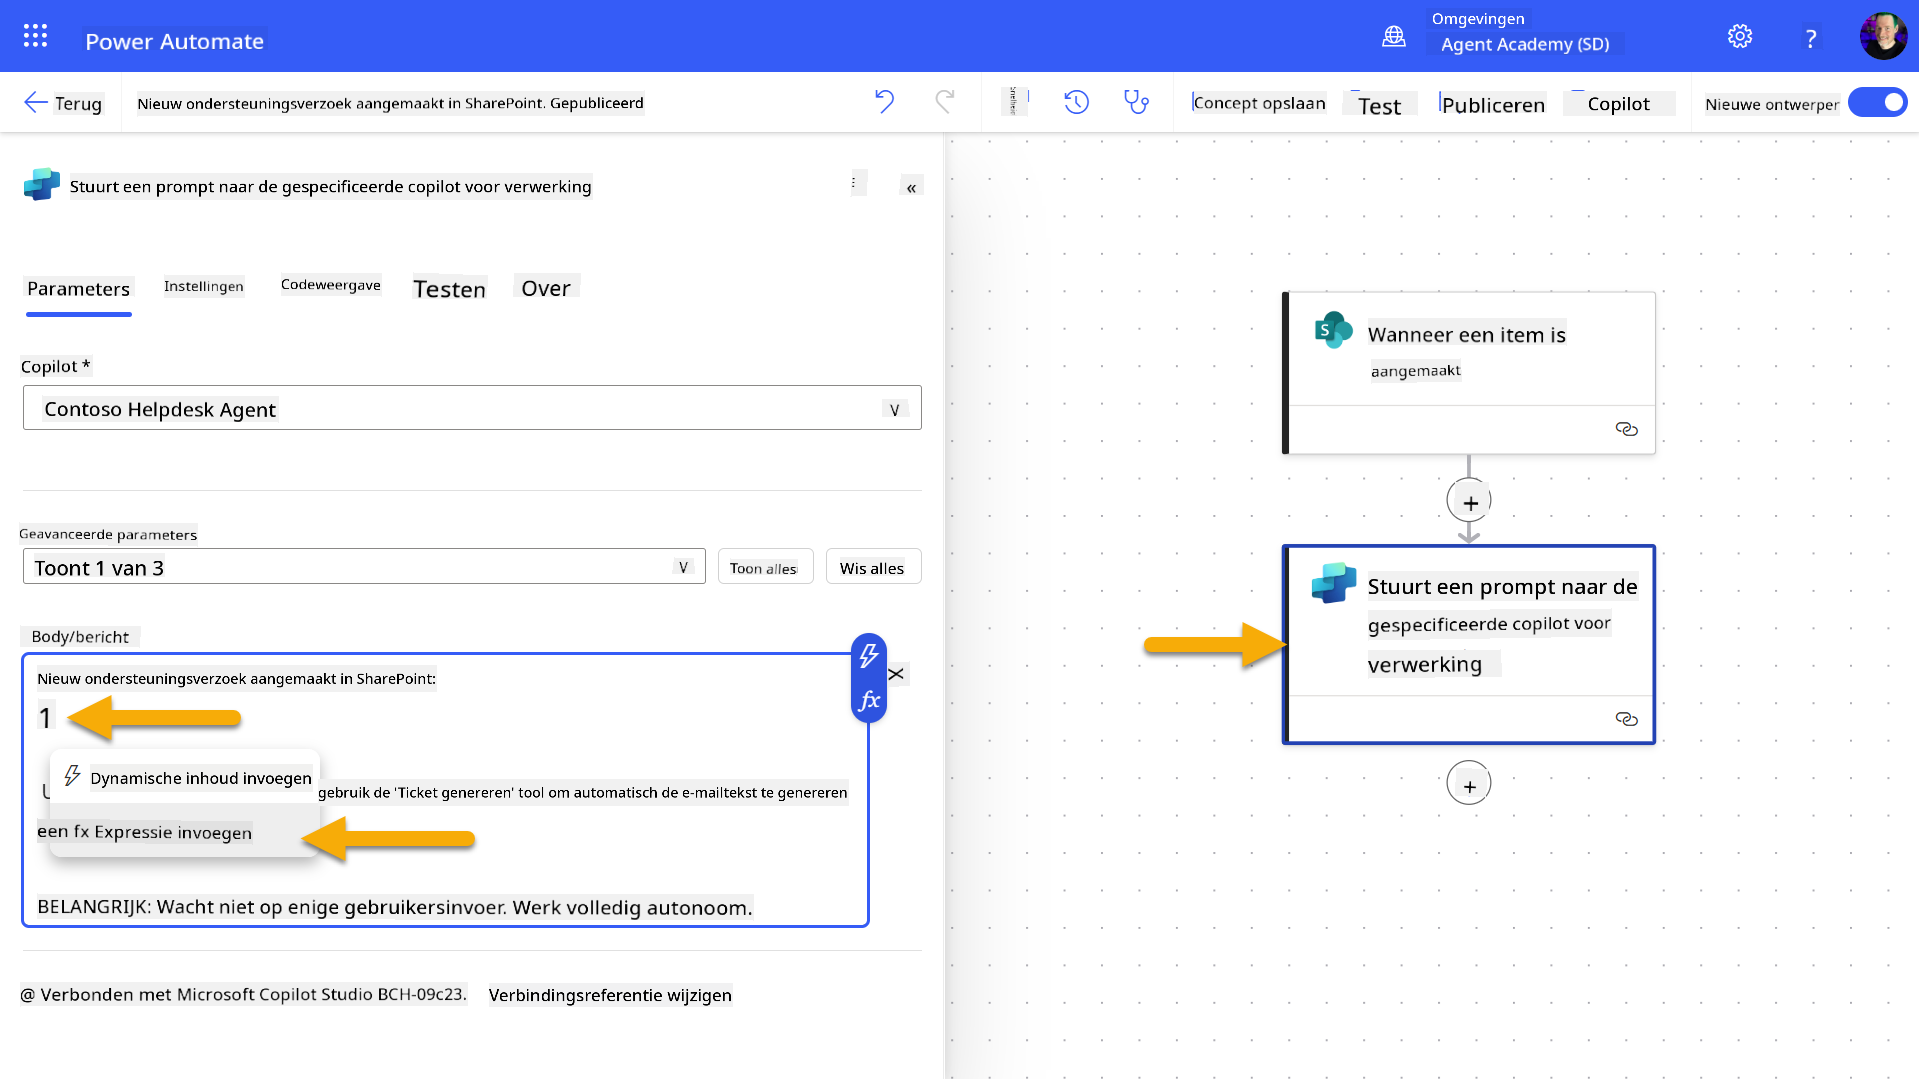 Omgevingen
Power Automate
Agent Academy (SD)
?
Terug
Nieuw ondersteuningsverzoek aangemaakt in SharePoint. Gepubliceerd
Concept opslaan
Test
Publiceren
Copilot
Nieuwe ontwerper
Stuurt een prompt naar de gespecificeerde copilot voor verwerking
«
Parameters
Instellingen
Codeweergave
Testen
Over
Copilot *
Contoso Helpdesk Agent
V
Geavanceerde parameters
Toont 1 van 3
V
Toon alles
Wis alles
Body/bericht
Nieuw ondersteuningsverzoek aangemaakt in SharePoint:
fx
1
Dynamische inhoud invoegen
gebruik de 'Ticket genereren' tool om automatisch de e-mailtekst te genereren
een fx Expressie invoegen
BELANGRIJK: Wacht niet op enige gebruikersinvoer. Werk volledig autonoom.
@ Verbonden met Microsoft Copilot Studio BCH-09c23.
Verbindingsreferentie wijzigen
S
Wanneer een item is
aangemaakt
+
Stuurt een prompt naar de
gespecificeerde copilot voor
verwerking
+